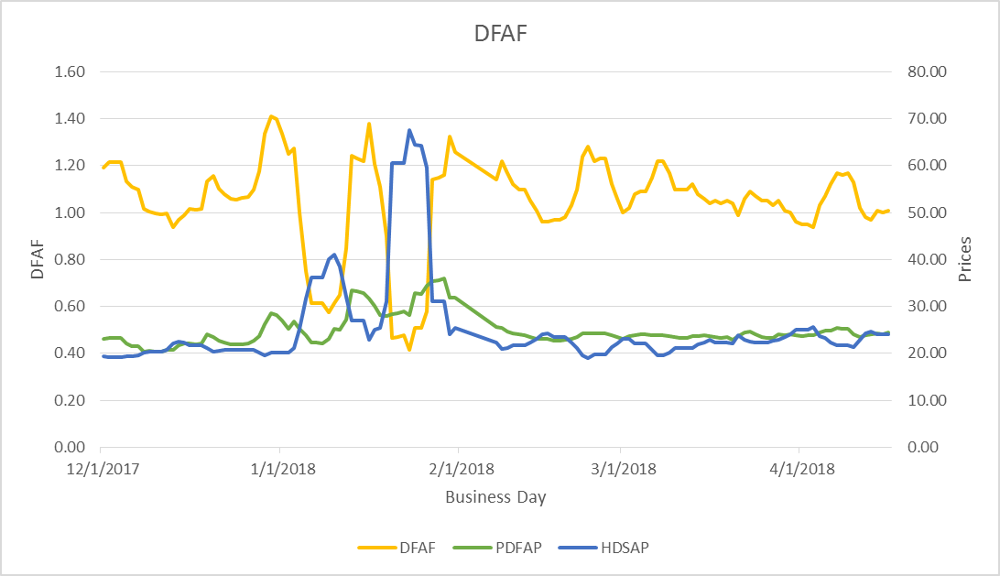 DFAF
1.60 80.00
1.40 70.00
1.20 60.00
1.00 50.00
0.80 40.00
0.60 30.00
0.40 20.00
0.20 10.00
0.00 0.00
DFAF
Prices
12/1/2017 1/1/2018 2/1/2018 3/1/2018 4/1/2018
Business Day
DFAF PDFAP HDSAP